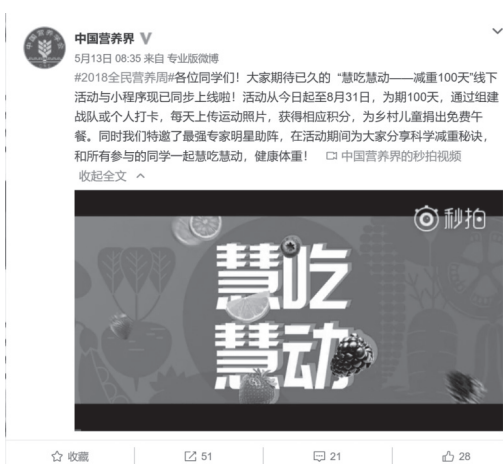 中国营养界 V
5月13日 08:35 来自 专业版微博
#2018全民营养周#各位同学们！大家期待已久的 “慧吃慧动——减重100天”线下
活动与小程序现已同步上线啦！活动从今日起至8月31日，为期100天，通过组建
战队或个人打卡，每天上传运动照片，获得相应积分，为乡村儿童捐出免费午
餐。同时我们特邀了最强专家明星助阵，在活动期间为大家分享科学减重秘诀，
和所有参与的同学一起慧吃慧动，健康体重！ 中国营养界的秒拍视频
收起全文
秒拍
慧吃
慧动
收藏 51 21 28